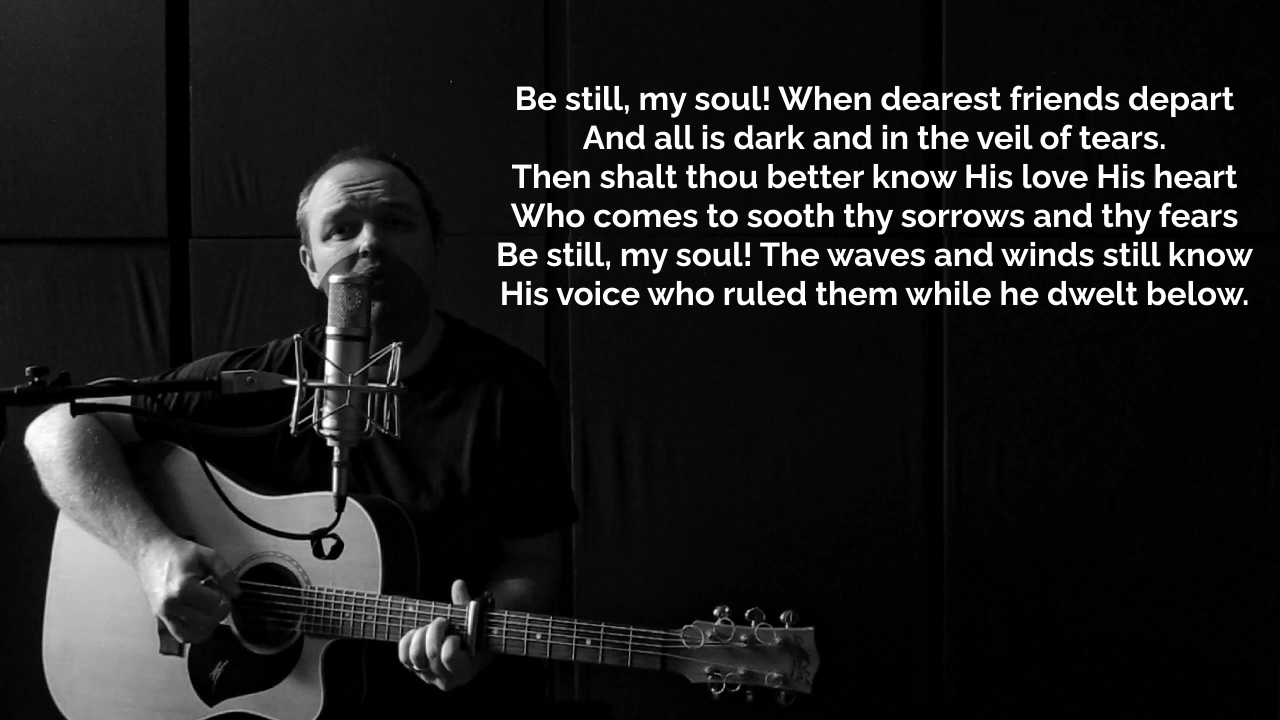 Be still, my soul! When dearest friends depart
And all is dark and in the veil of tears.
Then shalt thou better know His love His heart
Who comes to sooth thy sorrows and thy fears
Be still, my soul! The waves and winds still know
His voice who ruled them while he dwelt below.